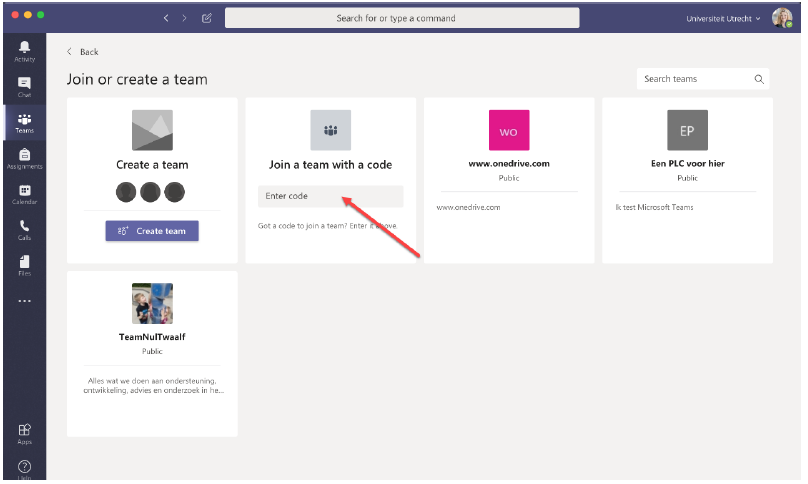 Search for or type a command
Universiteit Utrecht
Activity
Chat
Teams
Assignments
Calendar
Calls
Files
Apps
Help
Back
Join or create a team
Search teams
Create a team
Create team
Join a team with a code
Enter code
Got a code to join a team? Enter it above.
wo
www.onedrive.com
Public
www.onedrive.com
EP
Een PLC voor hier
Public
Ik test Microsoft Teams
TeamNulTwaalf
Public
Alles wat we doen aan ondersteuning,
ontwikkeling, advies en onderzoek in he...